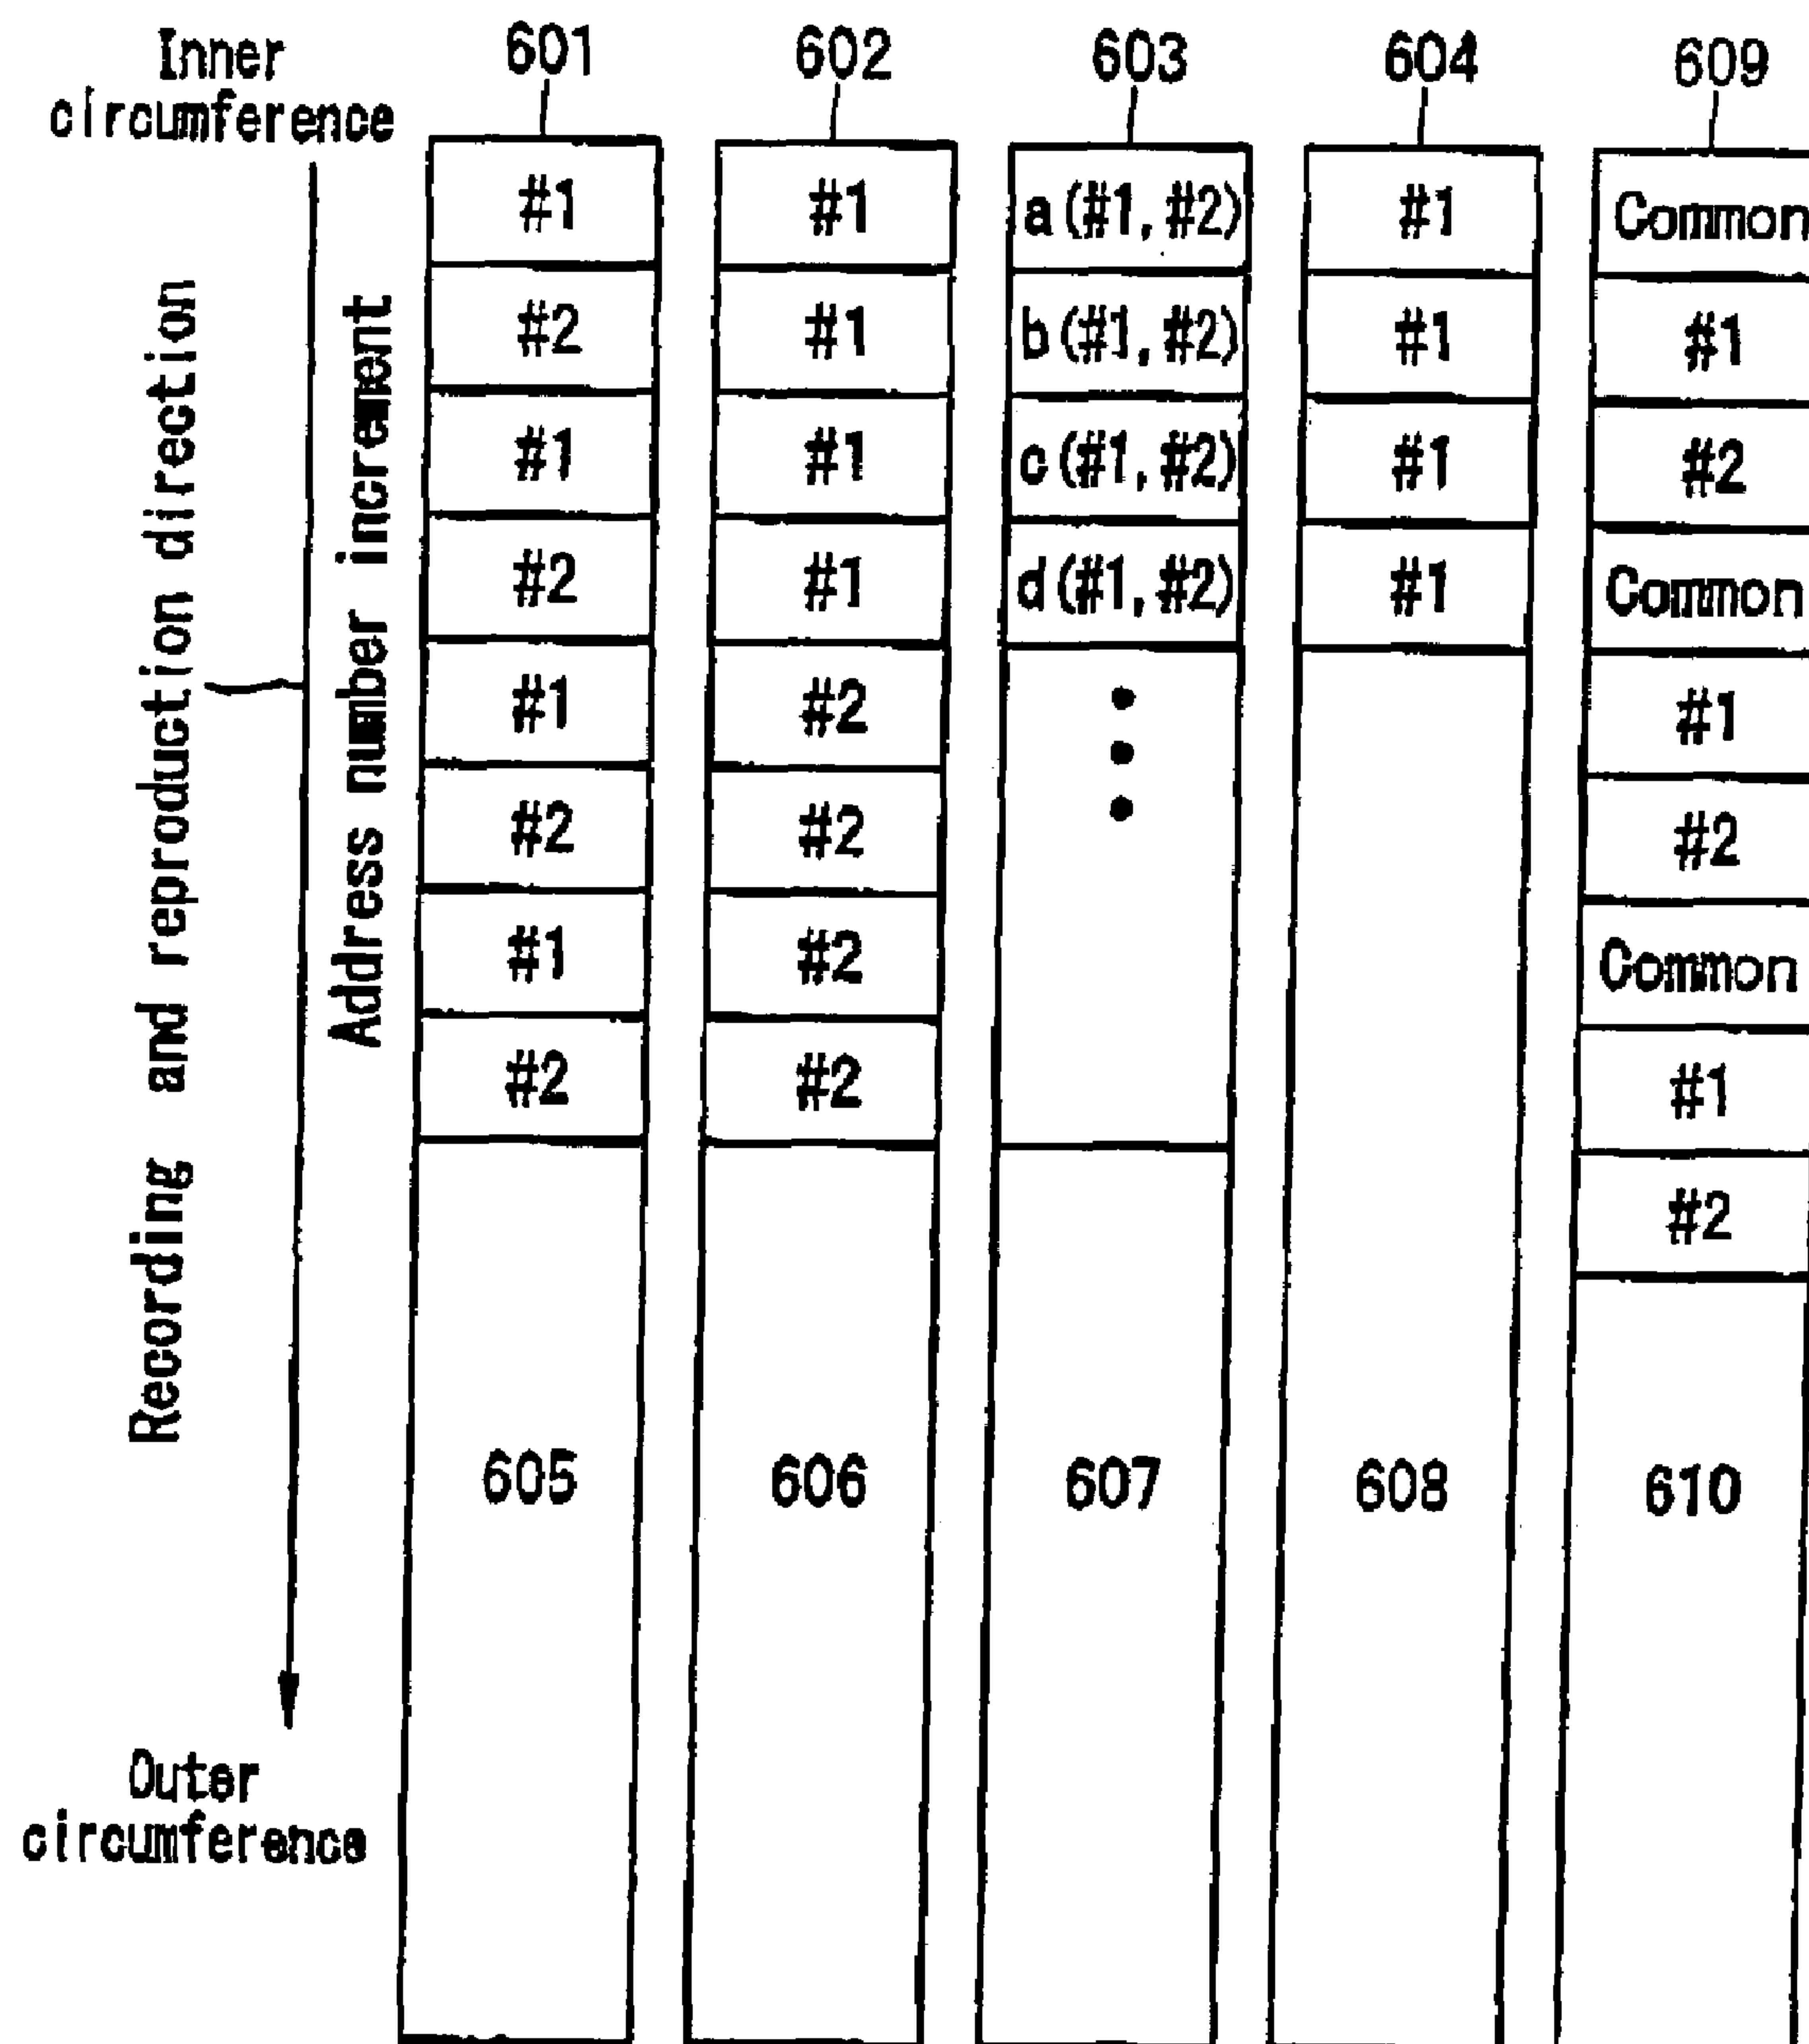 Inner
circumference
601
602
603
604
609
Recording and reproduction direction
Address number increment
#1
#2
#1
#2
#1
#2
#1
#2
605
#1
#1
#1
#1
#2
#2
#2
#2
606
a(#1,#2)
b(#1,#2)
c(#1,#2)
d(#1,#2)
607
#1
#1
#1
#1
608
Common
#1
#2
Common
#1
#2
Common
#1
#2
610
Outer
circumference